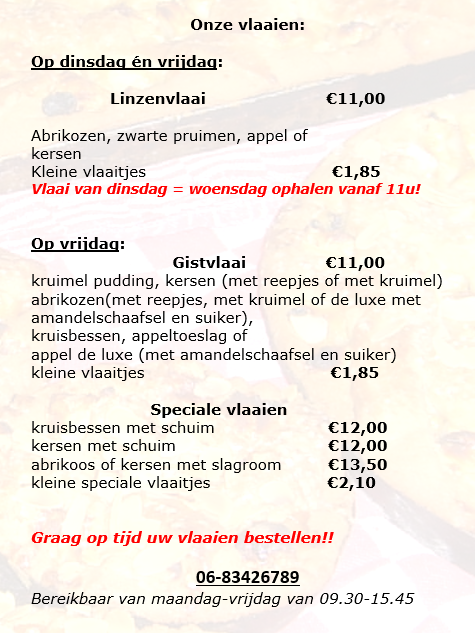 Onze vlaaien:
Op dinsdag én vrijdag:
Linzenvlaai €11,00
Abrikozen, zwarte pruimen, appel of
kersen
Kleine vlaaitjes €1,85
Vlaai van dinsdag = woensdag ophalen vanaf 11u!
Op vrijdag:
Gistvlaai €11,00
kruimel pudding, kersen (met reepjes of met kruimel)
abrikozen(met reepjes, met kruimel of de luxe met
amandelschaafsel en suiker),
kruisbessen, appeltoeslag of
appel de luxe (met amandelschaafsel en suiker)
kleine vlaaitjes €1,85
Speciale vlaaien
kruisbessen met schuim €12,00
kersen met schuim €12,00
abrikoos of kersen met slagroom €13,50
kleine speciale vlaaitjes €2,10
Graag op tijd uw vlaaien bestellen!!
06-83426789
Bereikbaar van maandag-vrijdag van 09.30-15.45